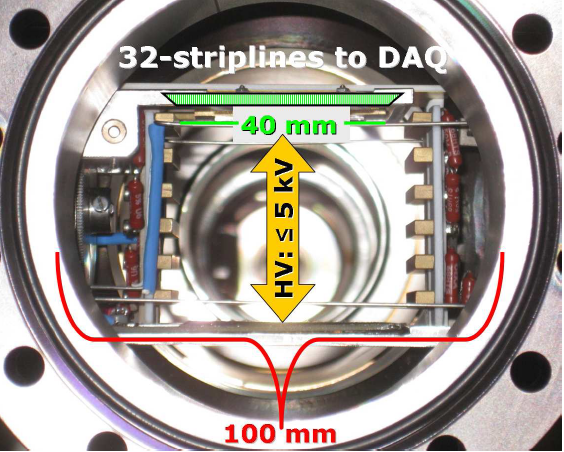 32-striplines to DAQ
40 mm
HV: ≤ 5 kV
100 mm